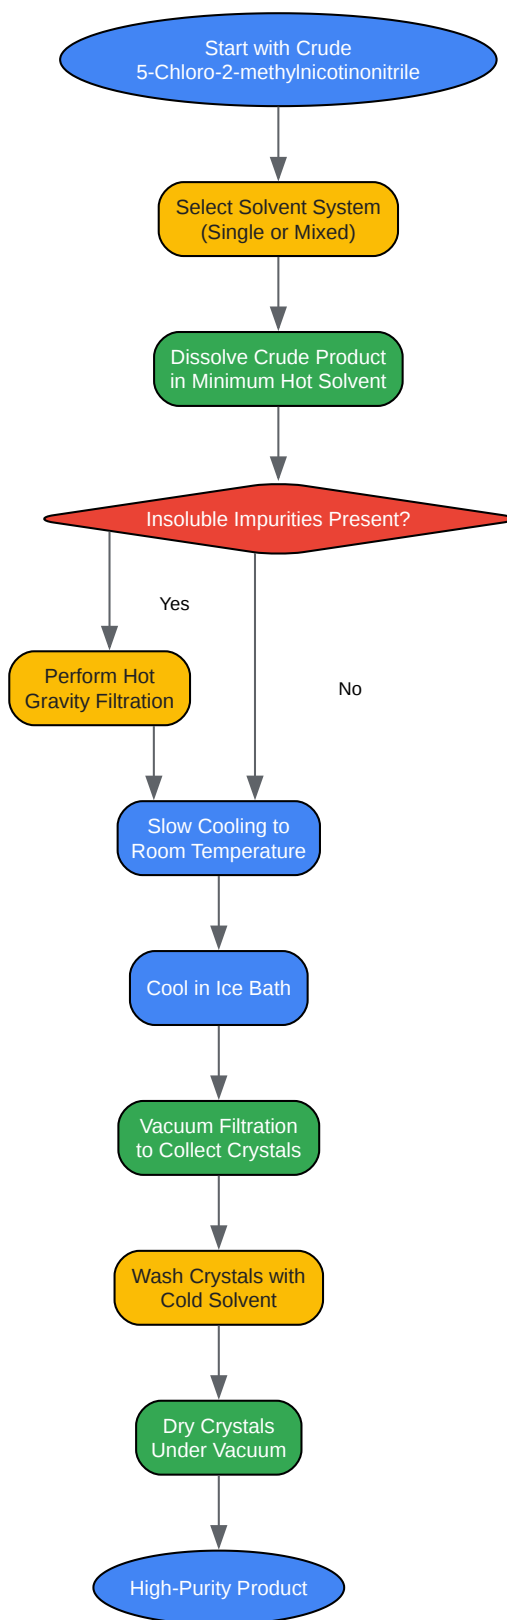 Start with Crude
5-Chloro-2-methylnicotinonitrile
Select Solvent System
(Single or Mixed)
Dissolve Crude Product
in Minimum Hot Solvent
Insoluble Impurities Present?
Yes
Perform Hot
Gravity Filtration
No
Slow Cooling to
Room Temperature
Cool in Ice Bath
Vacuum Filtration
to Collect Crystals
Wash Crystals with
Cold Solvent
Dry Crystals
Under Vacuum
High-Purity Product